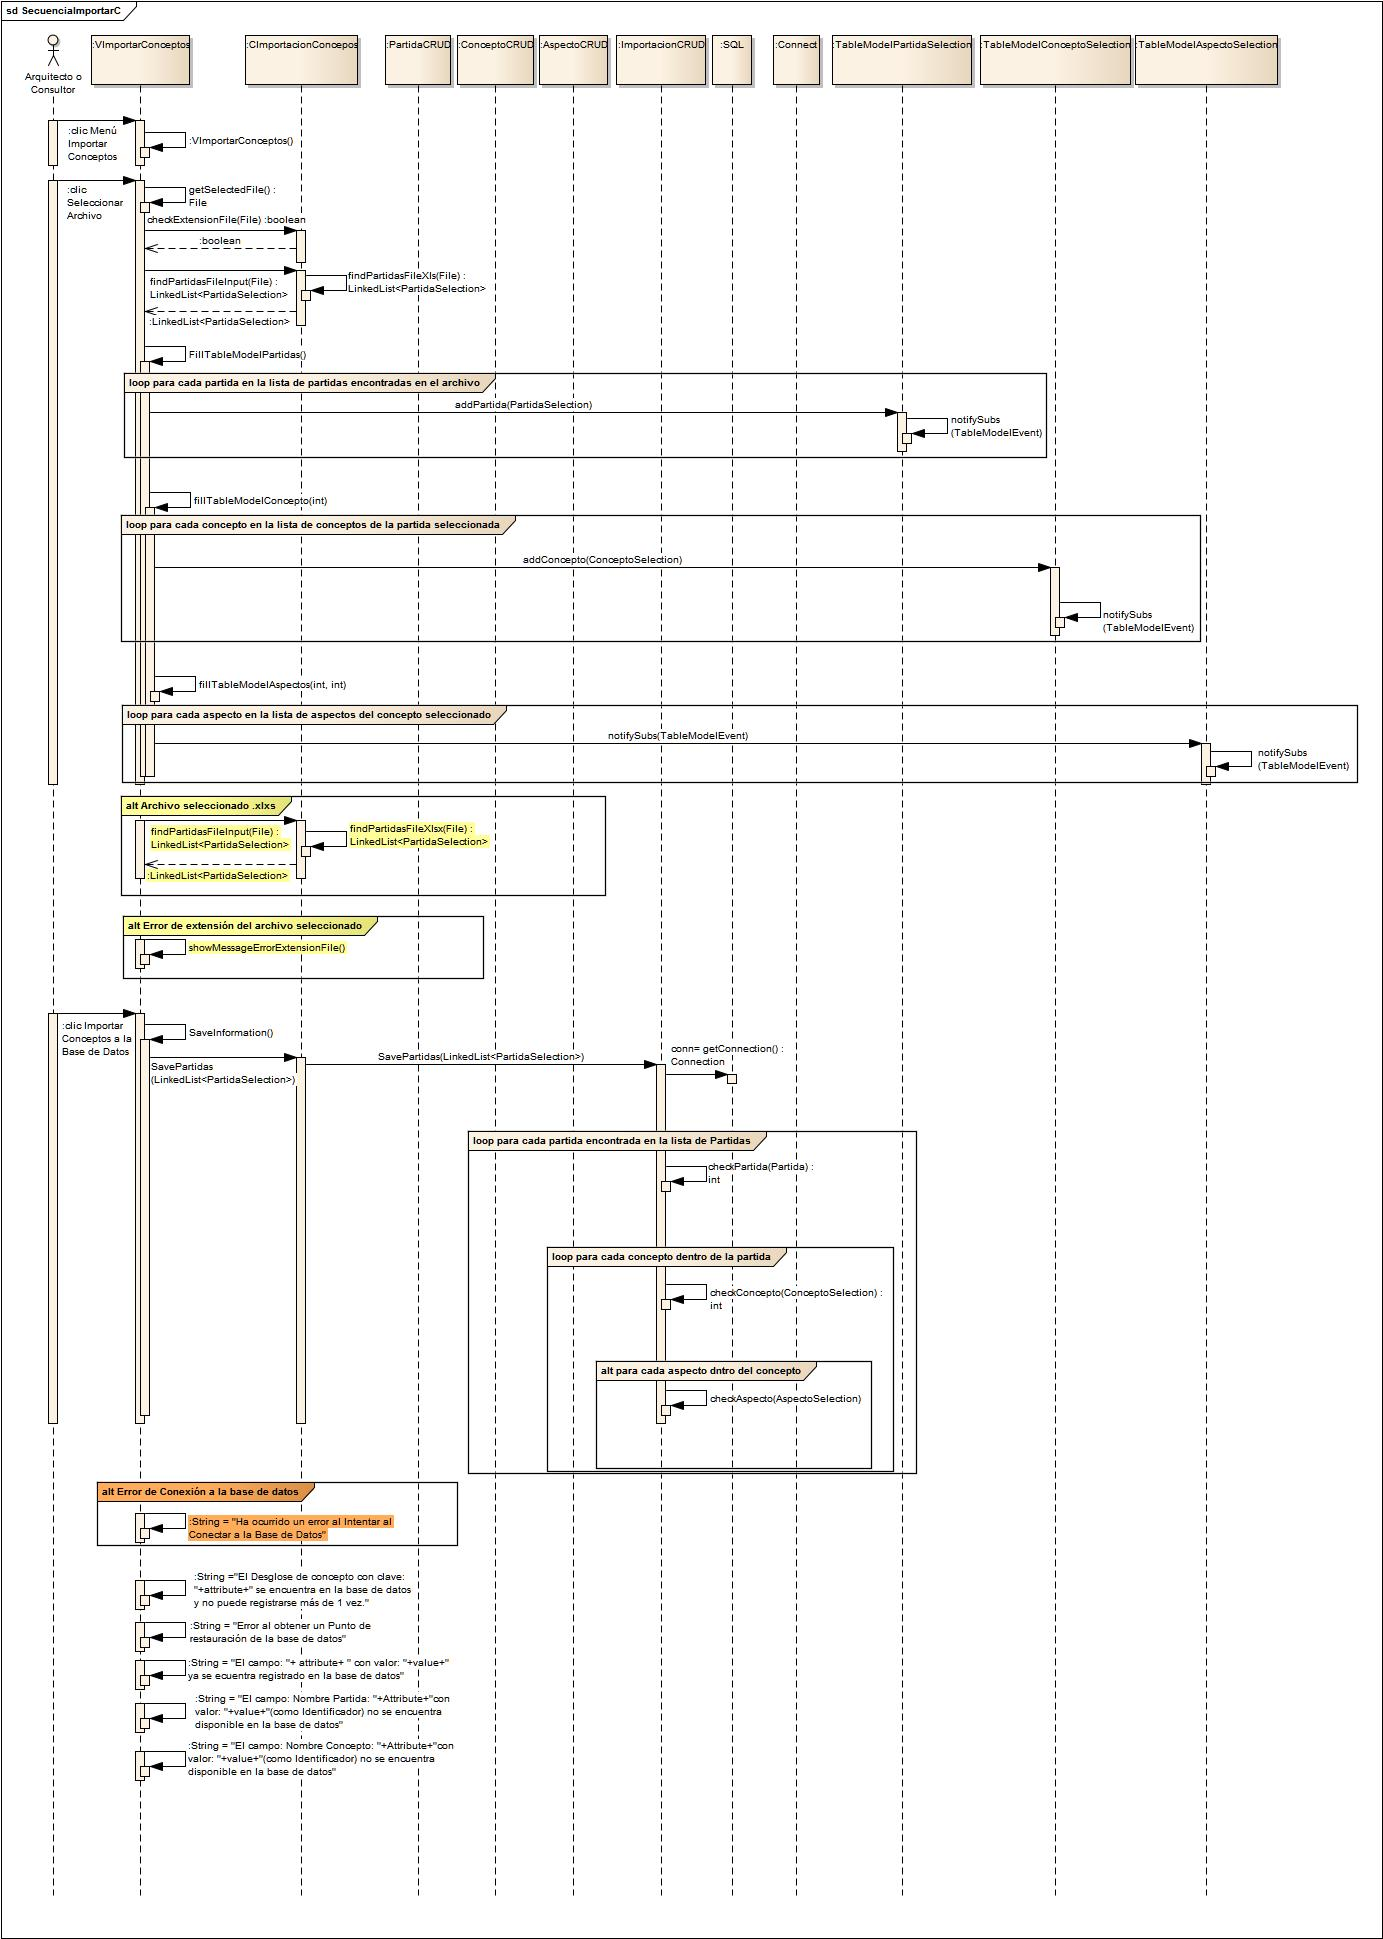 sd SecuenciaImportarC
Arquitecto o
Consultor
:VImportarConceptos
:CImportacionConcepos
:PartidaCRUD
:ConceptoCRUD
:AspectoCRUD
:ImportacionCRUD
:SQL
:Connect
:TableModelPartidaSelection
:TableModelConceptoSelection
:TableModelAspectoSelection
:clic Menú
Importar
Conceptos
:VImportarConceptos()
:clic
Seleccionar
Archivo
getSelectedFile() :
File
checkExtensionFile(File) :boolean
:boolean
findPartidasFileInput(File) :
LinkedList<PartidaSelection>
findPartidasFileXls(File) :
LinkedList<PartidaSelection>
:LinkedList<PartidaSelection>
FillTableModelPartidas()
loop para cada partida en la lista de partidas encontradas en el archivo
addPartida(PartidaSelection)
notifySubs
(TableModelEvent)
fillTableModelConcepto(int)
loop para cada concepto en la lista de conceptos de la partida seleccionada
addConcepto(ConceptoSelection)
notifySubs
(TableModelEvent)
fillTableModelAspectos(int, int)
loop para cada aspecto en la lista de aspectos del concepto seleccionado
notifySubs(TableModelEvent)
notifySubs
(TableModelEvent)
alt Archivo seleccionado .xlxs
findPartidasFileInput(File) :
LinkedList<PartidaSelection>
findPartidasFileXlsx(File) :
LinkedList<PartidaSelection>
:LinkedList<PartidaSelection>
alt Error de extensión del archivo seleccionado
showMessageErrorExtensionFile()
:clic Importar
Conceptos a la
Base de Datos
SaveInformation()
SavePartidas
(LinkedList<PartidaSelection>)
SavePartidas(LinkedList<PartidaSelection>)
conn= getConnection() :
Connection
loop para cada partida encontrada en la lista de Partidas
checkPartida(Partida) :
int
loop para cada concepto dentro de la partida
checkConcepto(ConceptoSelection) :
int
alt para cada aspecto dntro del concepto
checkAspecto(AspectoSelection)
alt Error de Conexión a la base de datos
:String = "Ha ocurrido un error al Intentar al
Conectar a la Base de Datos"
:String ="El Desglose de concepto con clave:
"+attribute+" se encuentra en la base de datos
y no puede registrarse más de 1 vez."
:String = "Error al obtener un Punto de
restauración de la base de datos"
:String = "El campo: "+ attribute+ " con valor: "+value+"
ya se ecuentra registrado en la base de datos"
:String = "El campo: Nombre Partida: "+Attribute+"con
valor: "+value+"(como Identificador) no se encuentra
disponible en la base de datos"
:String = "El campo: Nombre Concepto: "+Attribute+"con
valor: "+value+"(como Identificador) no se encuentra
disponible en la base de datos"